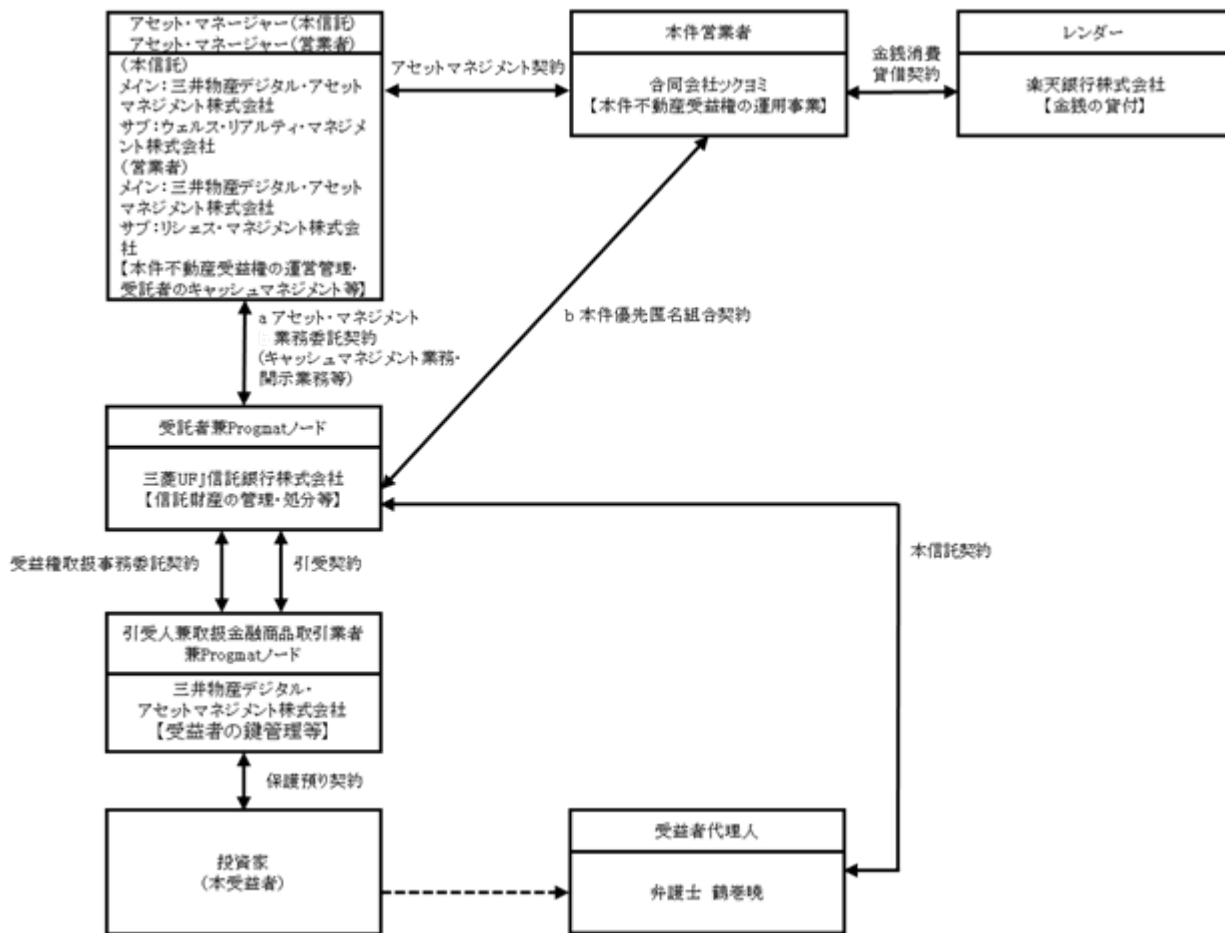 アセット・マネージャー(本信託)
アセット・マネージャー(営業者)
(本信託)
メイン:三井物産デジタル・アセット
マネジメント株式会社
サブ:ウェルス・リアルティ・マネジメ
ント株式会社
(営業者)
メイン:三井物産デジタル・アセット
マネジメント株式会社
サブ:リシェス・マネジメント株式会
社
【本件不動産受益権の運営管理・
受託者のキャッシュマネジメント等】
アセットマネジメント契約
本件営業者
合同会社ツクヨミ
【本件不動産受益権の運用事業】
金銭消費
貸借契約
レンダー
楽天銀行株式会社
【金銭の貸付】
a アセット・マネジメント
業務委託契約
(キャッシュマネジメント業務・
開示業務等)
b 本件優先匿名組合契約
受託者兼Progmatノード
三菱UFJ信託銀行株式会社
【信託財産の管理・処分等】
受益権取扱事務委託契約
引受契約
本信託契約
引受人兼取扱金融商品取引業者
兼Progmatノード
三井物産デジタル・
アセットマネジメント株式会社
【受益者の鍵管理等】
保護預り契約
投資家
(本受益者)
受益者代理人
弁護士 鶴巻暁